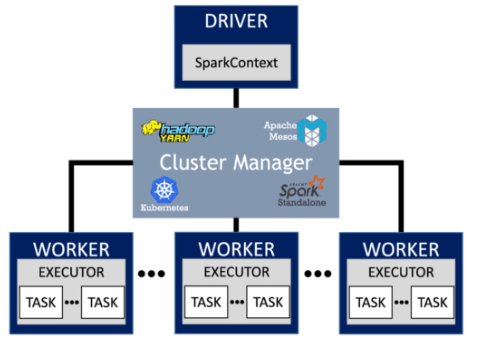 DRIVER
SparkContext
hadoop
YARN
Apache
Mesos
Cluster Manager
Kubernetes
APACHE
Spark
Standalone
WORKER
EXECUTOR
TASK ••• TASK
•••
WORKER
EXECUTOR
TASK ••• TASK
•••
WORKER
EXECUTOR
TASK ••• TASK